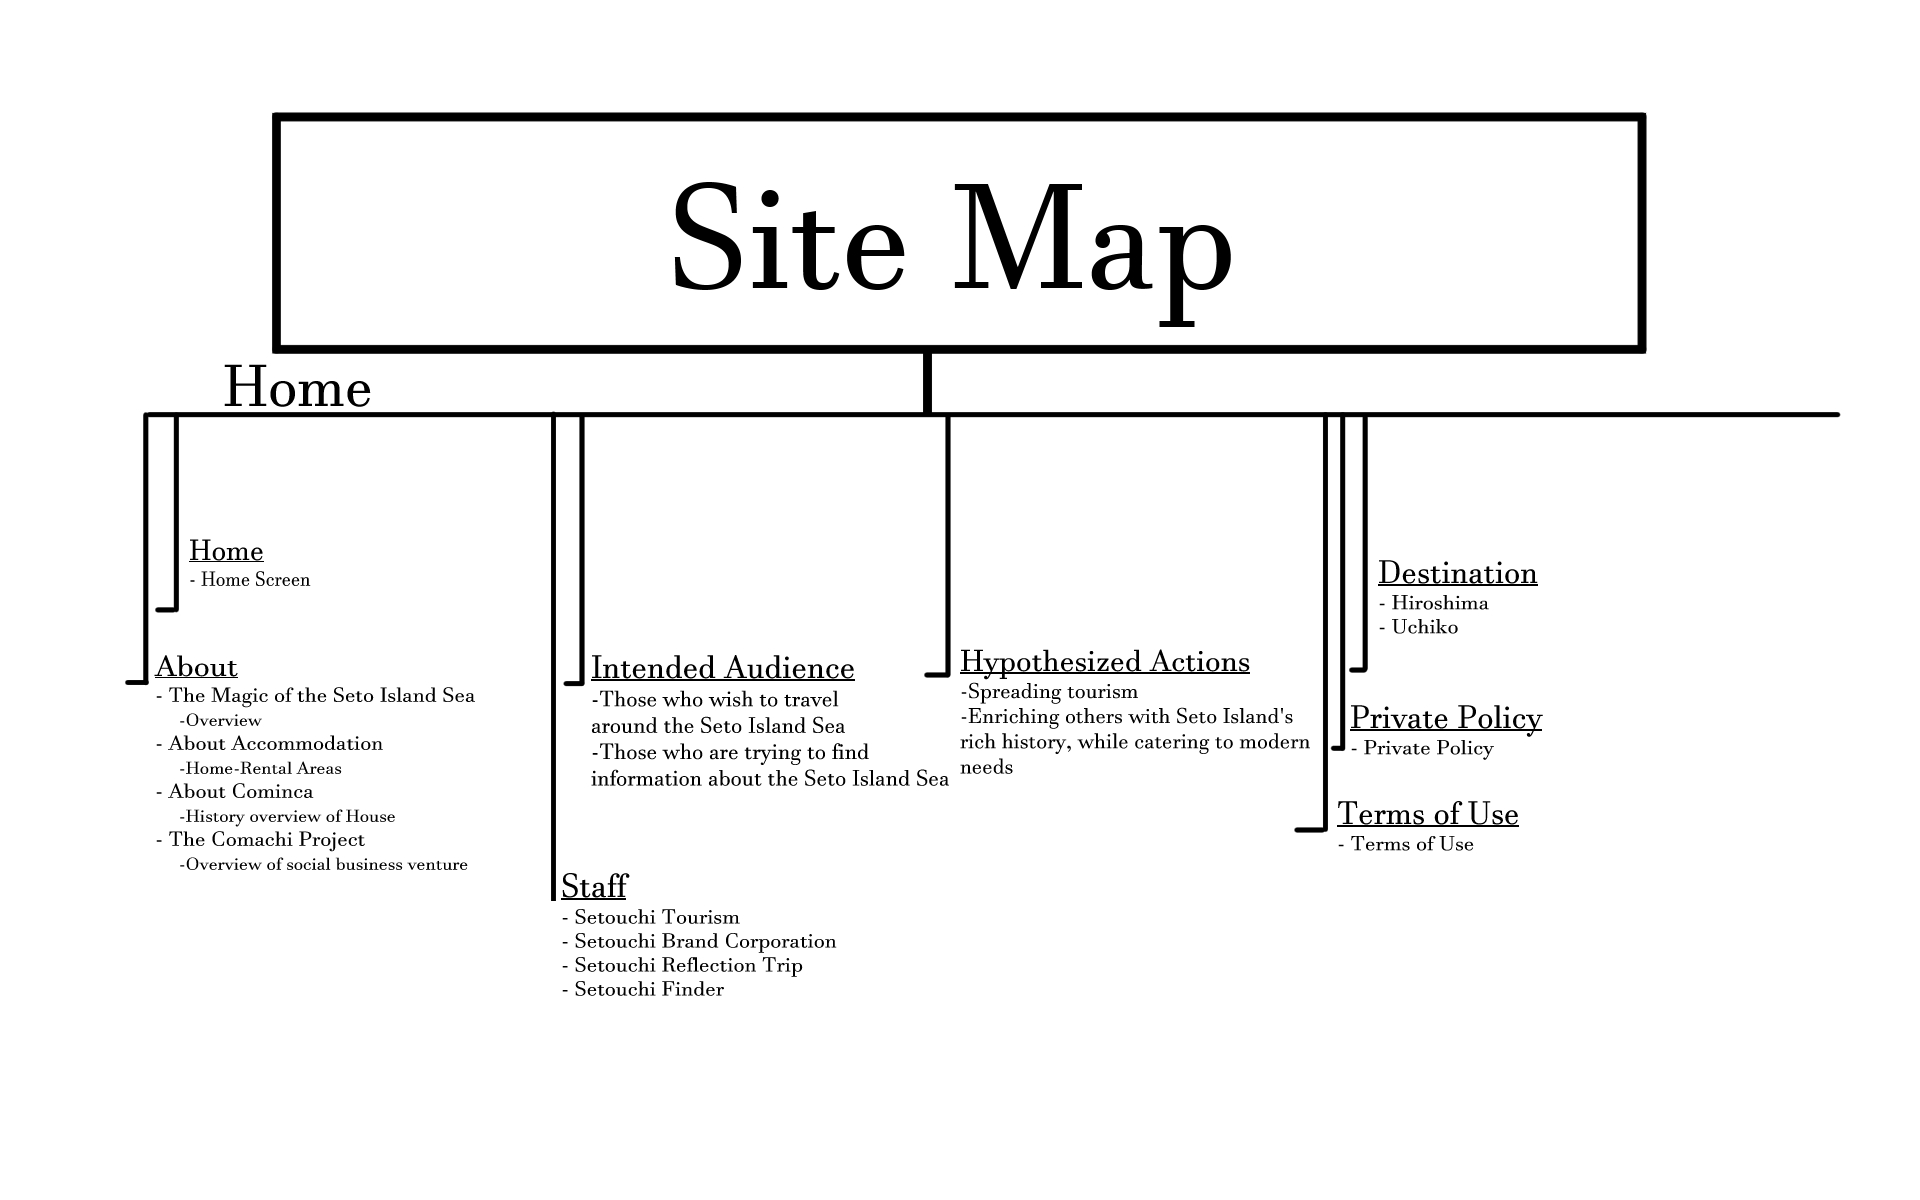 Site Map
Home
Home
- Home Screen
About
- The Magic of the Seto Island Sea
-Overview
- About Accommodation
-Home-Rental Areas
- About Cominca
-History overview of House
- The Comachi Project
-Overview of social business venture
Intended Audience
-Those who wish to travel
around the Seto Island Sea
-Those who are trying to find
information about the Seto Island Sea
Staff
- Setouchi Tourism
- Setouchi Brand Corporation
- Setouchi Reflection Trip
- Setouchi Finder
Hypothesized Actions
-Spreading tourism
-Enriching others with Seto Island's
rich history, while catering to modern
needs
Destination
- Hiroshima
- Uchiko
Private Policy
- Private Policy
Terms of Use
- Terms of Use